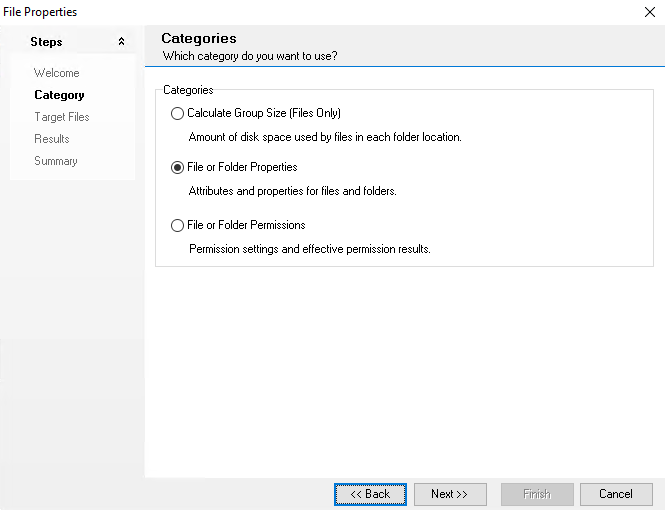 File Properties
Steps
Welcome
Category
Target Files
Results
Summary
Categories
Which category do you want to use?
Categories
Calculate Group Size (Files Only)
Amount of disk space used by files in each folder location.
File or Folder Properties
Attributes and properties for files and folders.
File or Folder Permissions
Permission settings and effective permission results.
<< Back
Next >>
Finish
Cancel